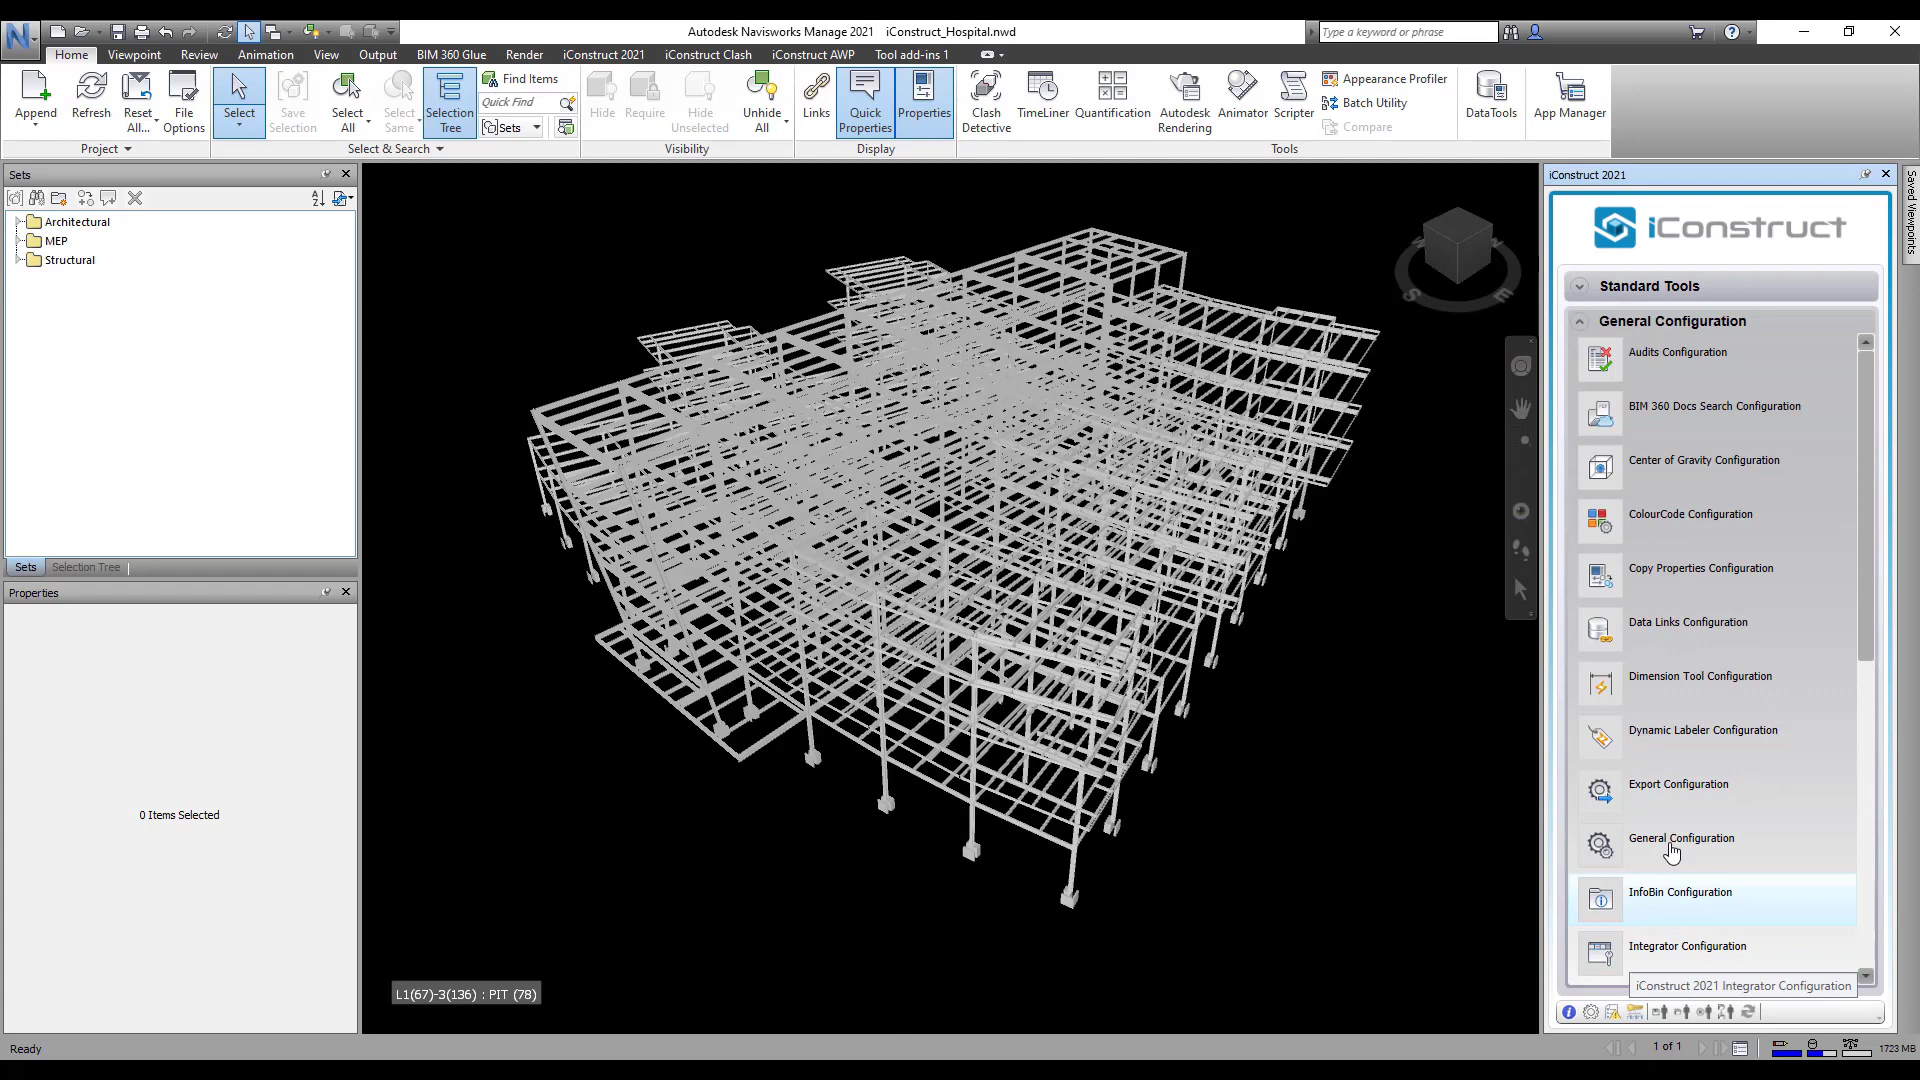 Autodesk Navisworks Manage 2021 iConstruct_Hospital.nwd
Type a keyword or phrase
Home Viewpoint Review Animation View Output BIM 360 Glue Render iConstruct 2021 iConstruct Clash iConstruct AWP Tool add-ins 1
Append
Refresh
Reset All...
File Options
Project
Select
Save Selection
Select All
Select Same
Selection Tree
Find Items
Quick Find
Sets
Select & Search
Hide
Require
Hide Unselected
Unhide All
Visibility
Links
Quick Properties
Properties
Display
Clash Detective
TimeLiner
Quantification
Autodesk Rendering
Animator
Scripter
Appearance Profiler
Batch Utility
Compare
Tools
DataTools
App Manager
Sets
Architectural
MEP
Structural
Sets Selection Tree
Properties
0 Items Selected
L1(67)-3(136) : PIT (78)
S
E
iConstruct 2021
Saved Viewpoints
iConstruct
Standard Tools
General Configuration
Audits Configuration
BIM 360 Docs Search Configuration
Center of Gravity Configuration
ColourCode Configuration
Copy Properties Configuration
Data Links Configuration
Dimension Tool Configuration
Dynamic Labeler Configuration
Export Configuration
General Configuration
InfoBin Configuration
Integrator Configuration
iConstruct 2021 Integrator Configuration
Ready
1 of 1
1723 MB